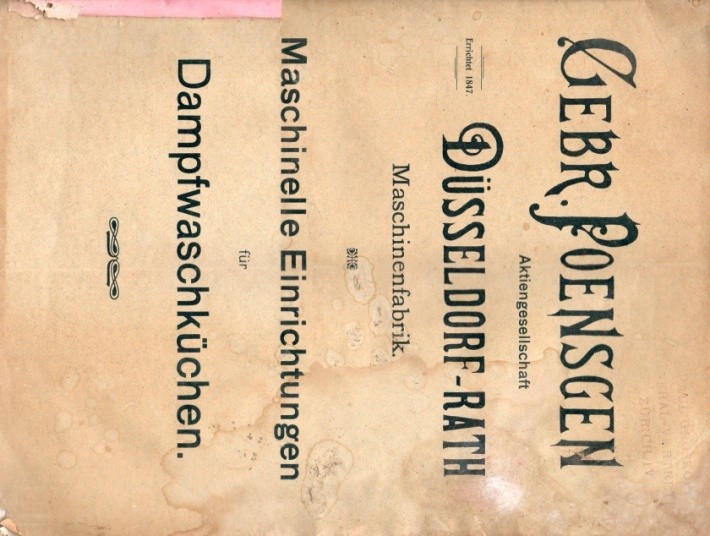 GEBR. POENSGEN
Aktiengesellschaft
Errichtet 1847.
DÜSSELDORF-RATH
Maschinenfabrik.
Maschinelle Einrichtungen
für
Dampfwaschküchen.